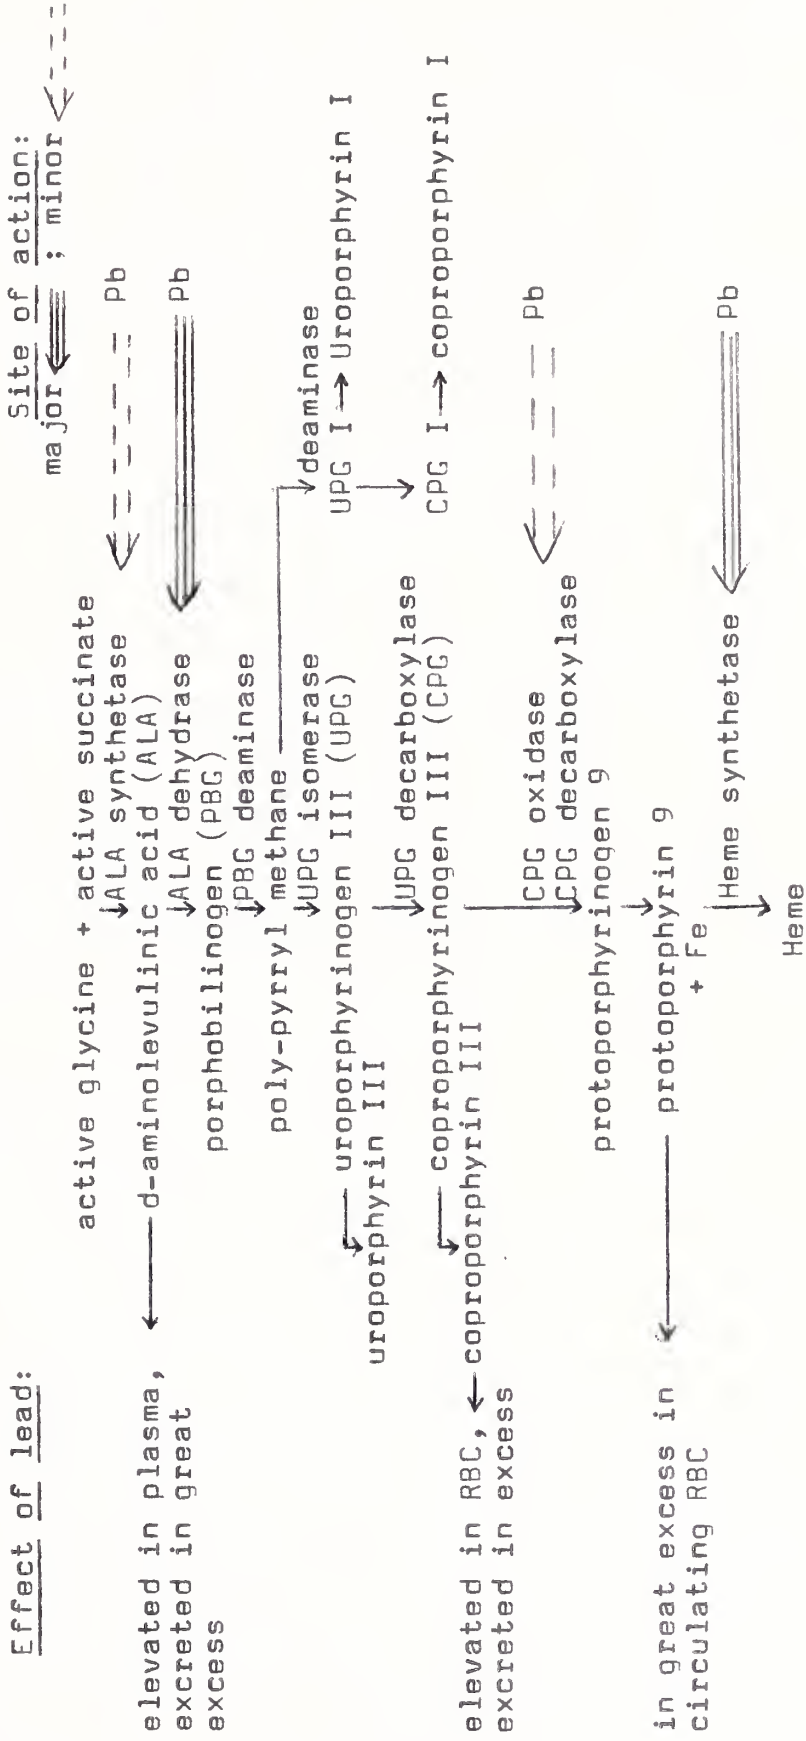 Effect of lead:
Site of action:
major ; minor
active glycine + active succinate
ALA synthetase
Pb
elevated in plasma,
excreted in great
excess
d-aminolevulinic acid (ALA)
ALA dehydrase
Pb
porphobilinogen (PBG)
PBG deaminase
poly-pyrryl methane
deaminase
UPG isomerase
uroporphyrinogen III (UPG)
UPG I → Uroporphyrin I
uroporphyrin III
UPG decarboxylase
coproporphyrinogen III (CPG)
CPG I → coproporphyrin I
elevated in RBC, ← coproporphyrin III
excreted in excess
CPG oxidase
Pb
CPG decarboxylase
protoporphyrinogen 9
in great excess in
circulating RBC
protoporphyrin 9
+ Fe
Heme synthetase
Pb
Heme